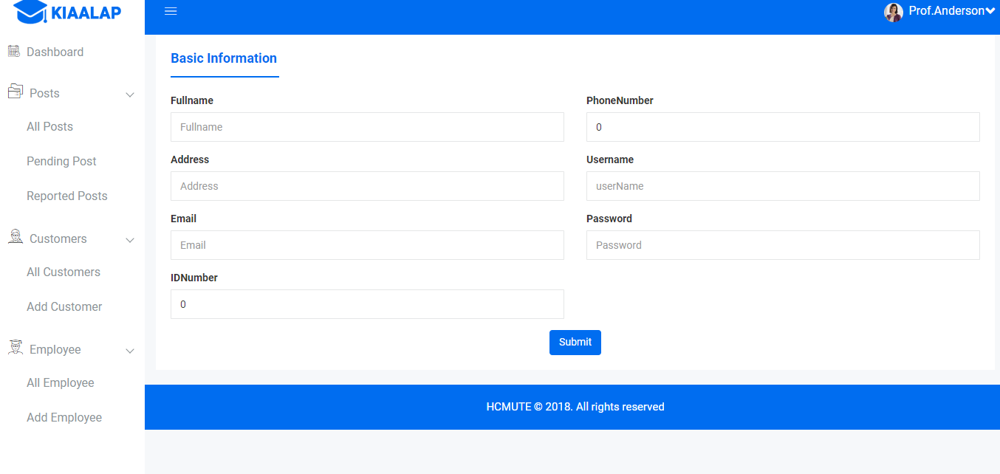 KIAALAP
Prof.Anderson
Dashboard
Posts
All Posts
Pending Post
Reported Posts
Customers
All Customers
Add Customer
Employee
All Employee
Add Employee
Basic Information
Fullname
Fullname
PhoneNumber
0
Address
Address
Username
userName
Email
Email
Password
Password
IDNumber
0
Submit
HCMUTE © 2018. All rights reserved